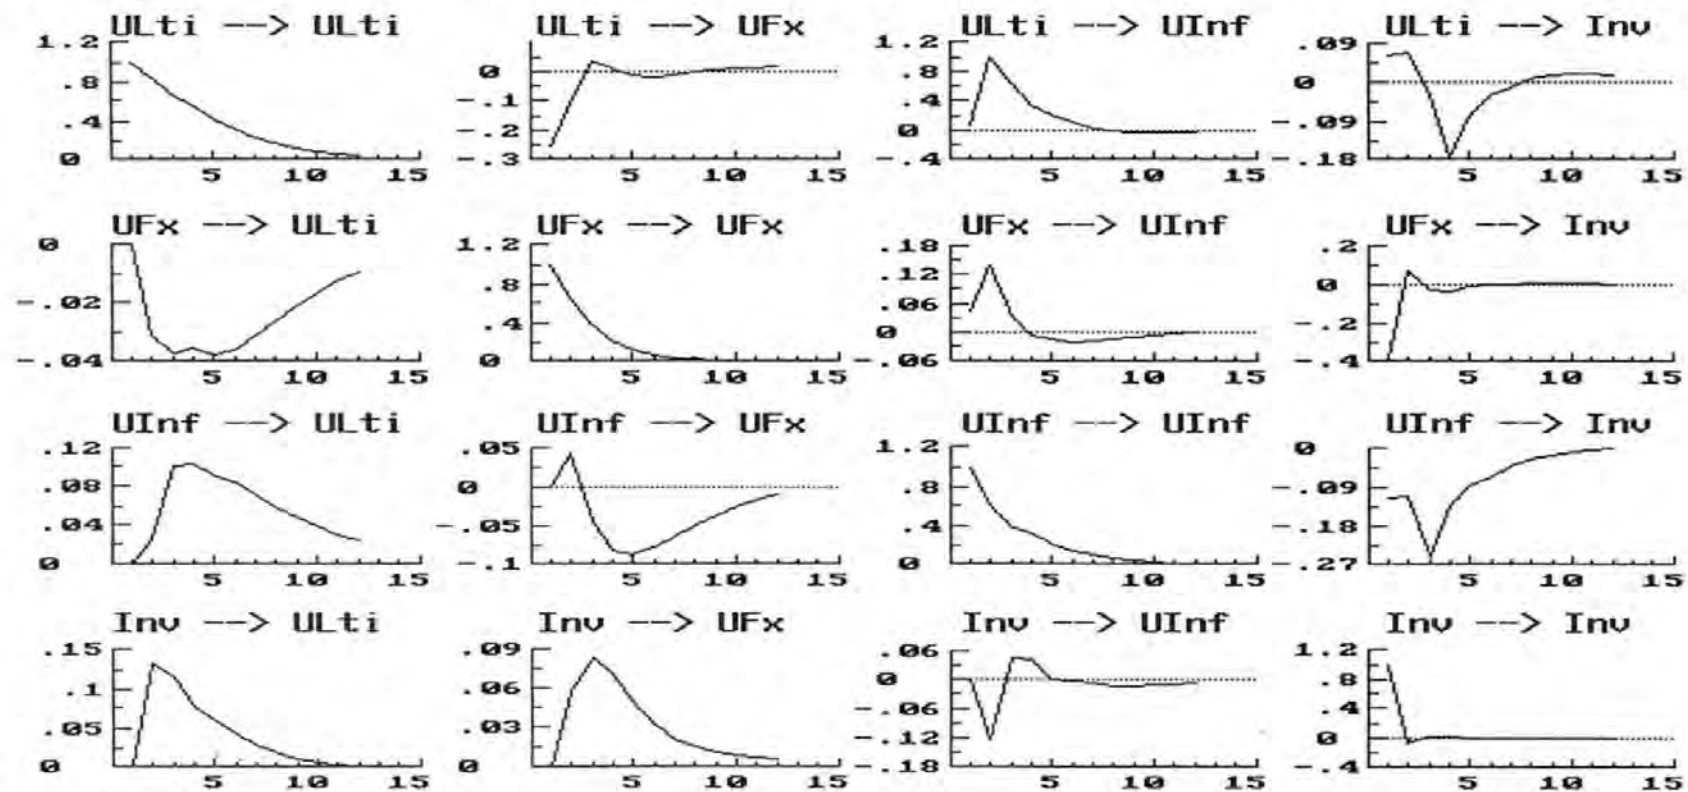 ULti --> ULti
1.2
.8
.4
0
5 10 15
ULti --> UFx
0
-.1
-.2
-.3
5 10 15
ULti --> UInf
1.2
.8
.4
0
-.4
5 10 15
ULti --> Inv
.09
0
-.09
-.18
5 10 15
UFx --> ULti
0
-.02
-.04
5 10 15
UFx --> UFx
1.2
.8
.4
0
5 10 15
UFx --> UInf
.18
.12
.06
0
-.06
5 10 15
UFx --> Inv
.2
0
-.2
-.4
5 10 15
UInf --> ULti
.12
.08
.04
0
5 10 15
UInf --> UFx
.05
0
-.05
-.1
5 10 15
UInf --> UInf
1.2
.8
.4
0
5 10 15
UInf --> Inv
0
-.09
-.18
-.27
5 10 15
Inv --> ULti
.15
.1
.05
0
5 10 15
Inv --> UFx
.09
.06
.03
0
5 10 15
Inv --> UInf
.06
0
-.06
-.12
-.18
5 10 15
Inv --> Inv
1.2
.8
.4
0
-.4
5 10 15